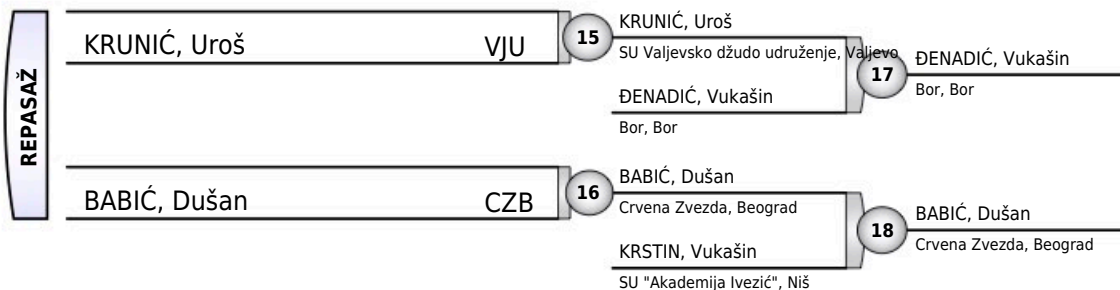 REPASAŽ
KRUNIĆ, Uroš VJU
15
KRUNIĆ, Uroš
SU Valjevsko džudo udruženje, Valjevo
ĐENADIĆ, Vukašin
Bor, Bor
17
ĐENADIĆ, Vukašin
Bor, Bor
BABIĆ, Dušan CZB
16
BABIĆ, Dušan
Crvena Zvezda, Beograd
KRSTIN, Vukašin
SU "Akademija Ivezić", Niš
18
BABIĆ, Dušan
Crvena Zvezda, Beograd